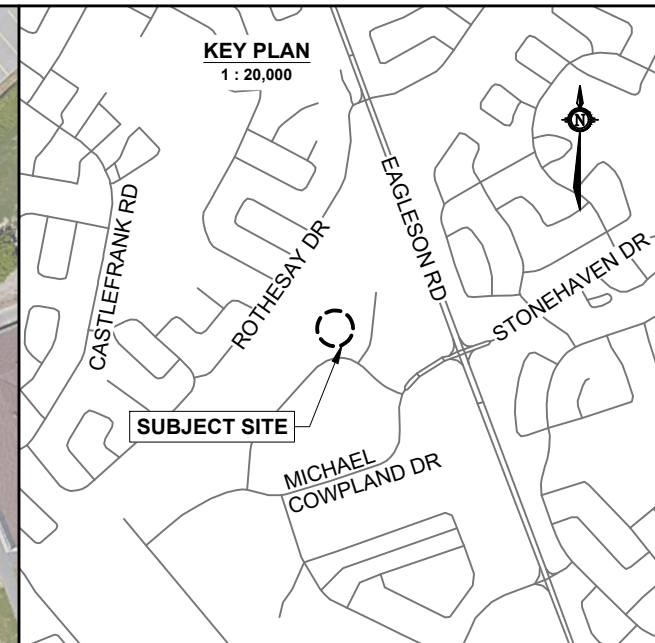 KEY PLAN
1 : 20,000
N
CASTLEFRANK RD
ROTHESAY DR
EAGLESON RD
STONEHAVEN DR
SUBJECT SITE
MICHAEL
COWPLAND DR